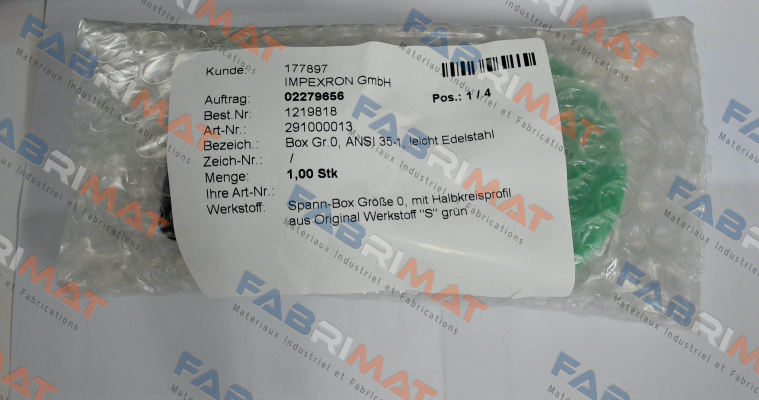 Kunde: 177897
IMPEXRON GmbH
Auftrag: 02279656 Pos.: 1 / 4
Best.Nr: 1219818
Art-Nr.: 291000013
Bezeich.: Box Gr.0, ANSI 35-1, leicht Edelstahl
Zeich-Nr.: /
Menge: 1,00 Stk
Ihre Art-Nr.:
Werkstoff: Spann-Box Größe 0, mit Halbkreisprofil
aus Original Werkstoff "S" grün
FABRIMAT
Matériaux Industriel et Fabrications